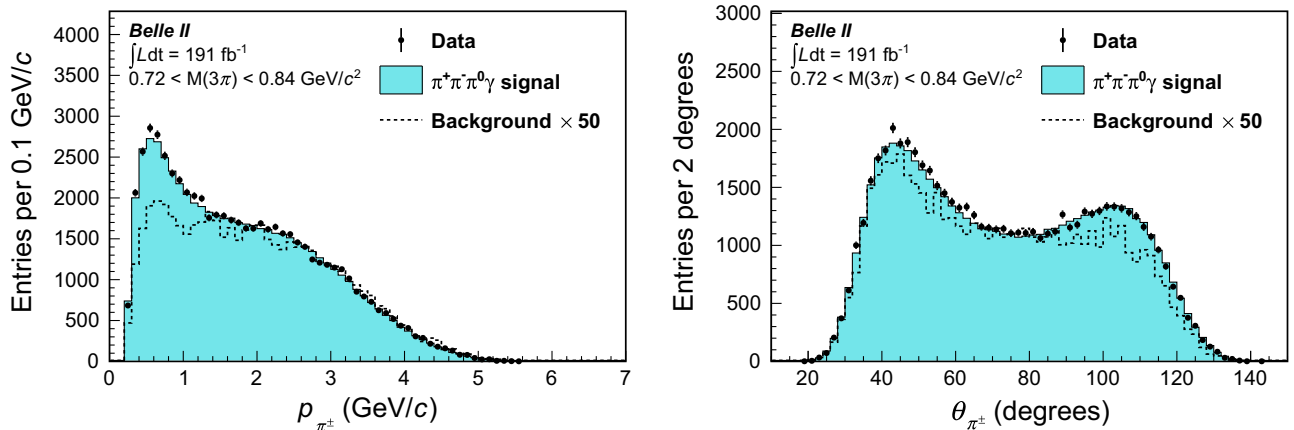 Belle II
∫Ldt = 191 fb⁻¹
0.72 < M(3π) < 0.84 GeV/c²
Data
π⁺π⁻π⁰γ signal
Background × 50
Entries per 0.1 GeV/c
4000
3500
3000
2500
2000
1500
1000
500
0
0 1 2 3 4 5 6 7
p_π± (GeV/c)
Belle II
∫Ldt = 191 fb⁻¹
0.72 < M(3π) < 0.84 GeV/c²
Data
π⁺π⁻π⁰γ signal
Background × 50
Entries per 2 degrees
3000
2500
2000
1500
1000
500
0
20 40 60 80 100 120 140
θ_π± (degrees)